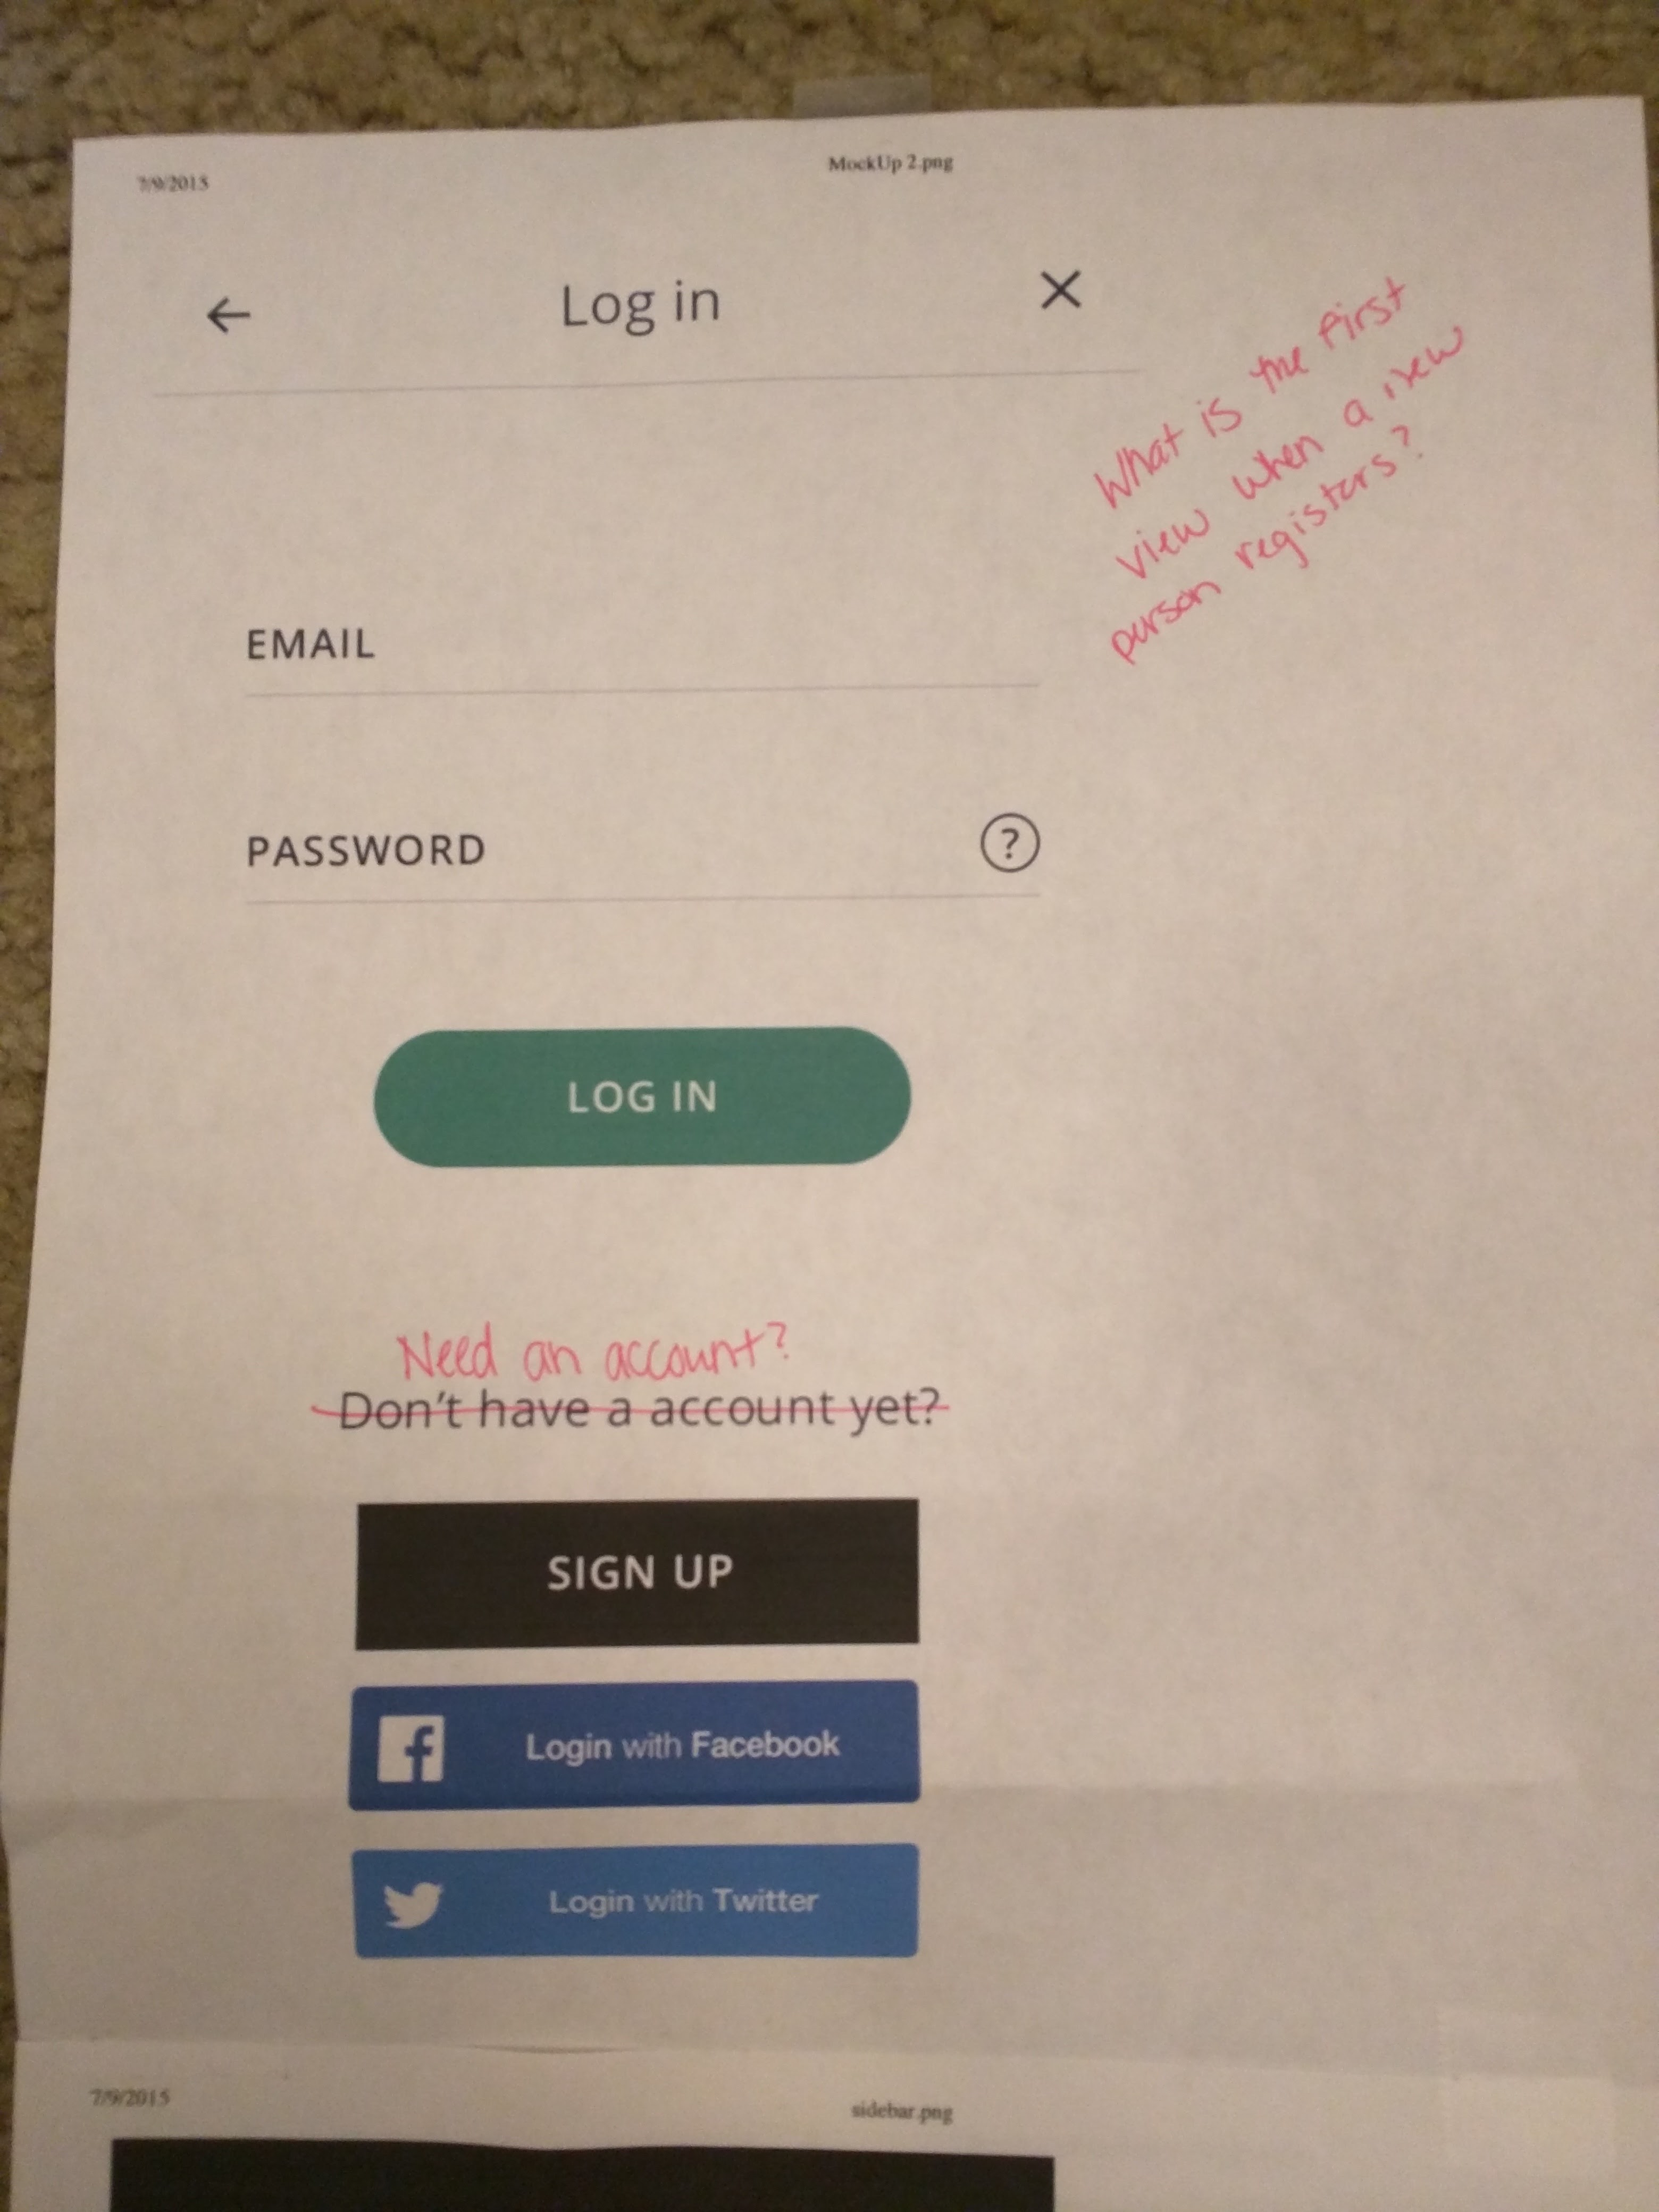 7/9/2015 MockUp 2.png
← Log in ×
What is the first
view when a new
person registers?
EMAIL
PASSWORD ?
LOG IN
Need an account?
Don't have a account yet?
SIGN UP
f Login with Facebook
Login with Twitter
7/9/2015 sidebar.png